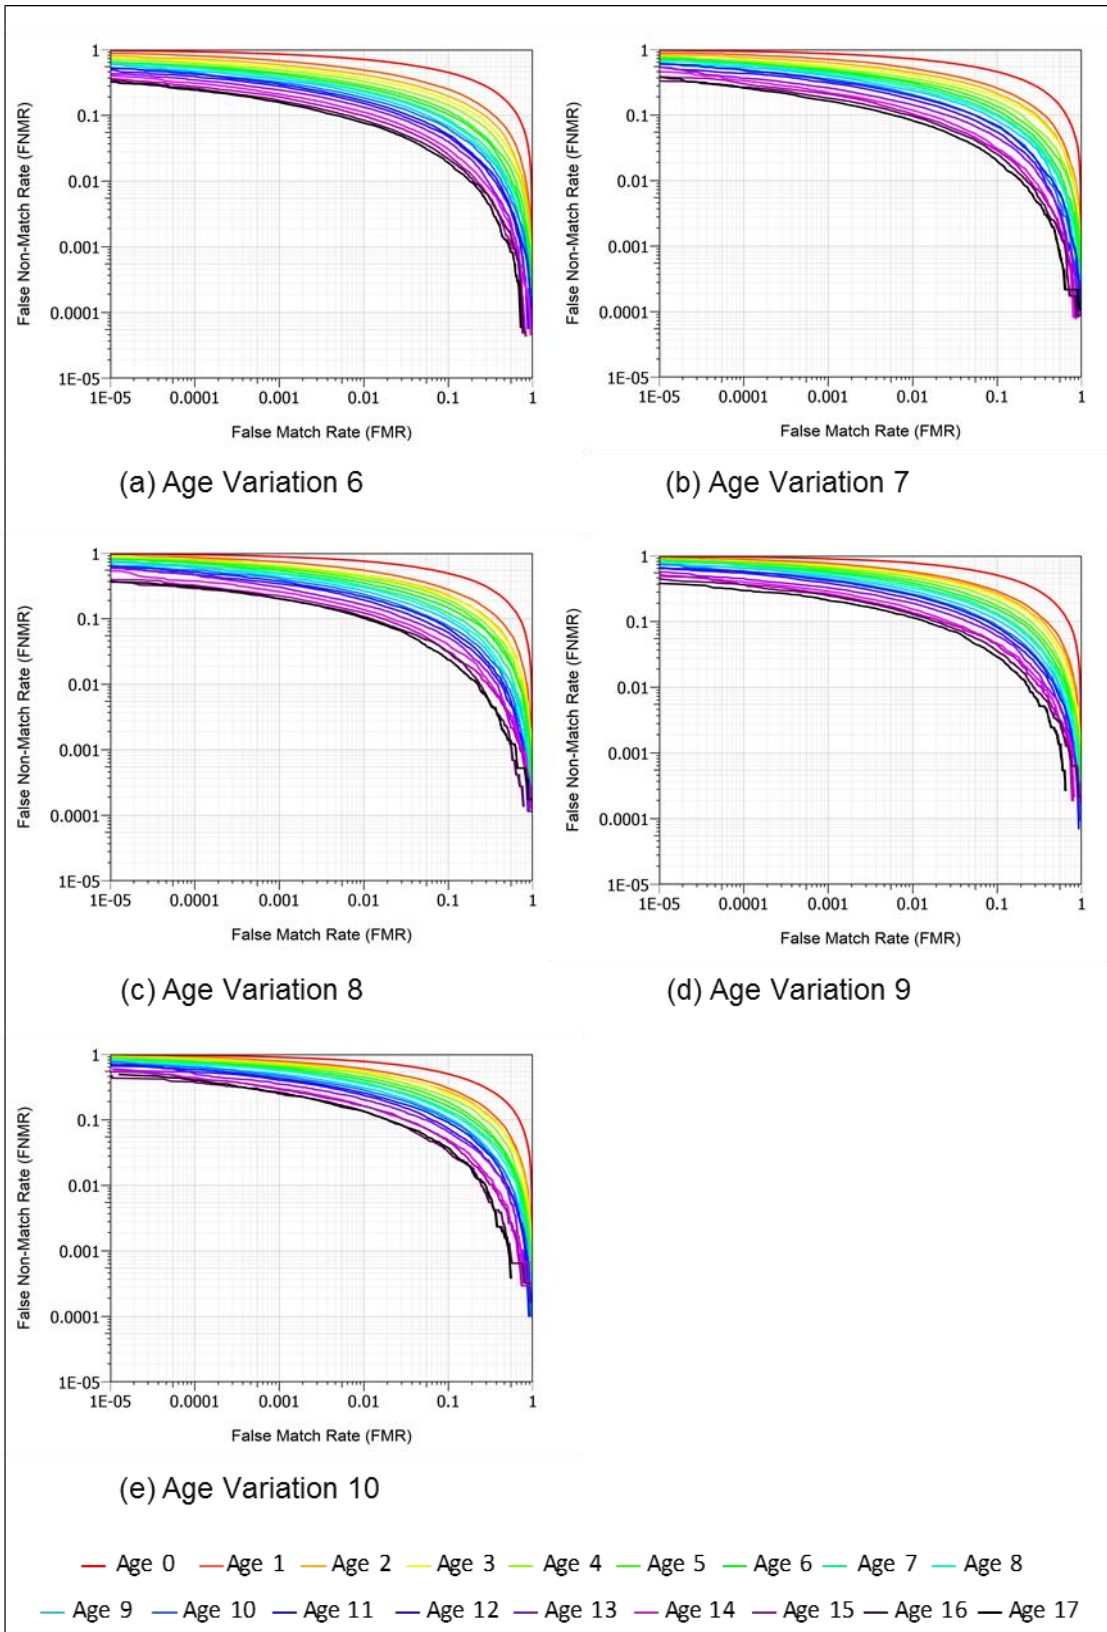 1
0.1
0.01
0.001
0.0001
1E-05
False Non-Match Rate (FNMR)
1E-05 0.0001 0.001 0.01 0.1 1
False Match Rate (FMR)
(a) Age Variation 6
1
0.1
0.01
0.001
0.0001
1E-05
False Non-Match Rate (FNMR)
1E-05 0.0001 0.001 0.01 0.1 1
False Match Rate (FMR)
(b) Age Variation 7
1
0.1
0.01
0.001
0.0001
1E-05
False Non-Match Rate (FNMR)
1E-05 0.0001 0.001 0.01 0.1 1
False Match Rate (FMR)
(c) Age Variation 8
1
0.1
0.01
0.001
0.0001
1E-05
False Non-Match Rate (FNMR)
1E-05 0.0001 0.001 0.01 0.1 1
False Match Rate (FMR)
(d) Age Variation 9
1
0.1
0.01
0.001
0.0001
1E-05
False Non-Match Rate (FNMR)
1E-05 0.0001 0.001 0.01 0.1 1
False Match Rate (FMR)
(e) Age Variation 10
Age 0 Age 1 Age 2 Age 3 Age 4 Age 5 Age 6 Age 7 Age 8
Age 9 Age 10 Age 11 Age 12 Age 13 Age 14 Age 15 Age 16 Age 17